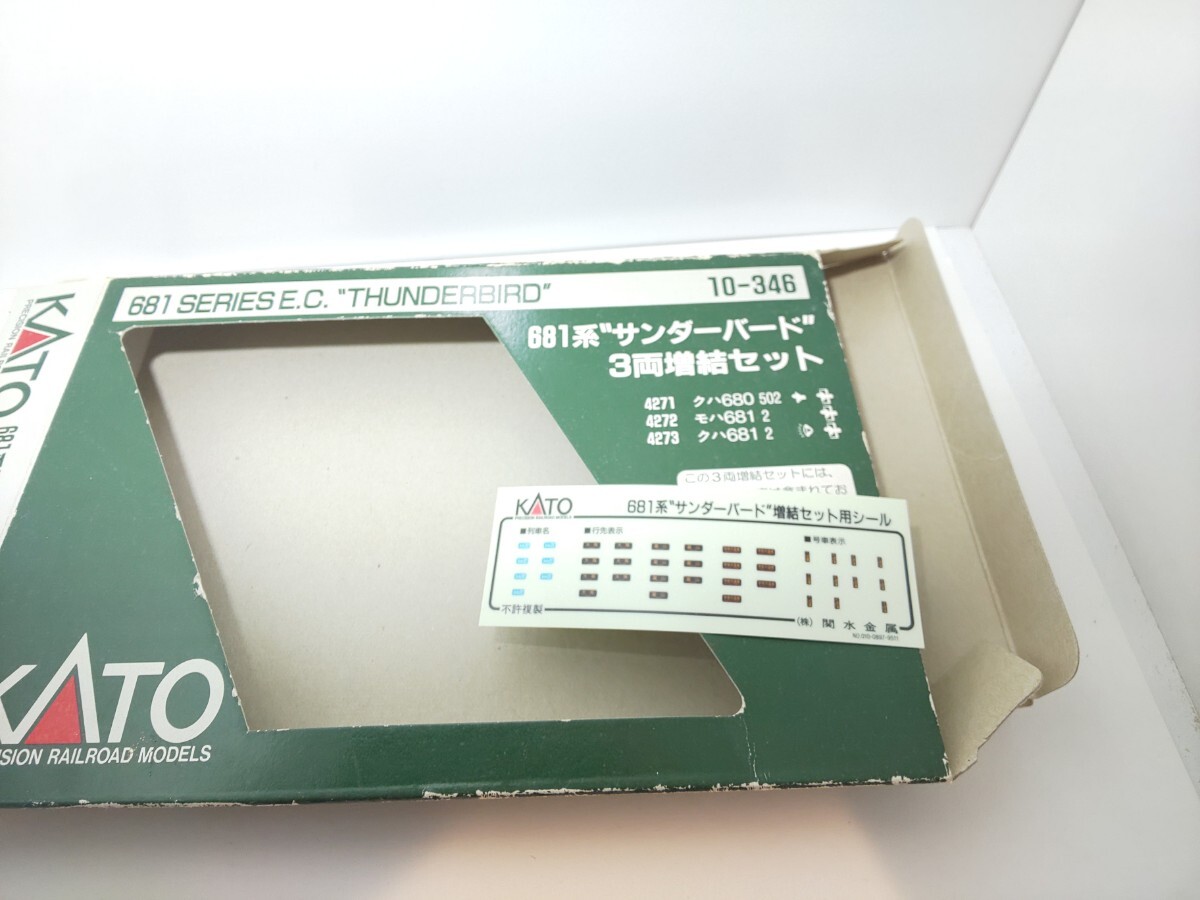 681 SERIES E.C. "THUNDERBIRD" 10-346
681系"サンダーバード"
3両増結セット
4271 クハ680 502
4272 モハ681 2
4273 クハ681 2
この3両増結セットには、
KATO
PRECISION RAILROAD MODELS
681系"サンダーバード"増結セット用シール
■列車名 ■行先表示 ■号車表示
不許複製
(株) 関水金属
KATO
SION RAILROAD MODELS
KATO